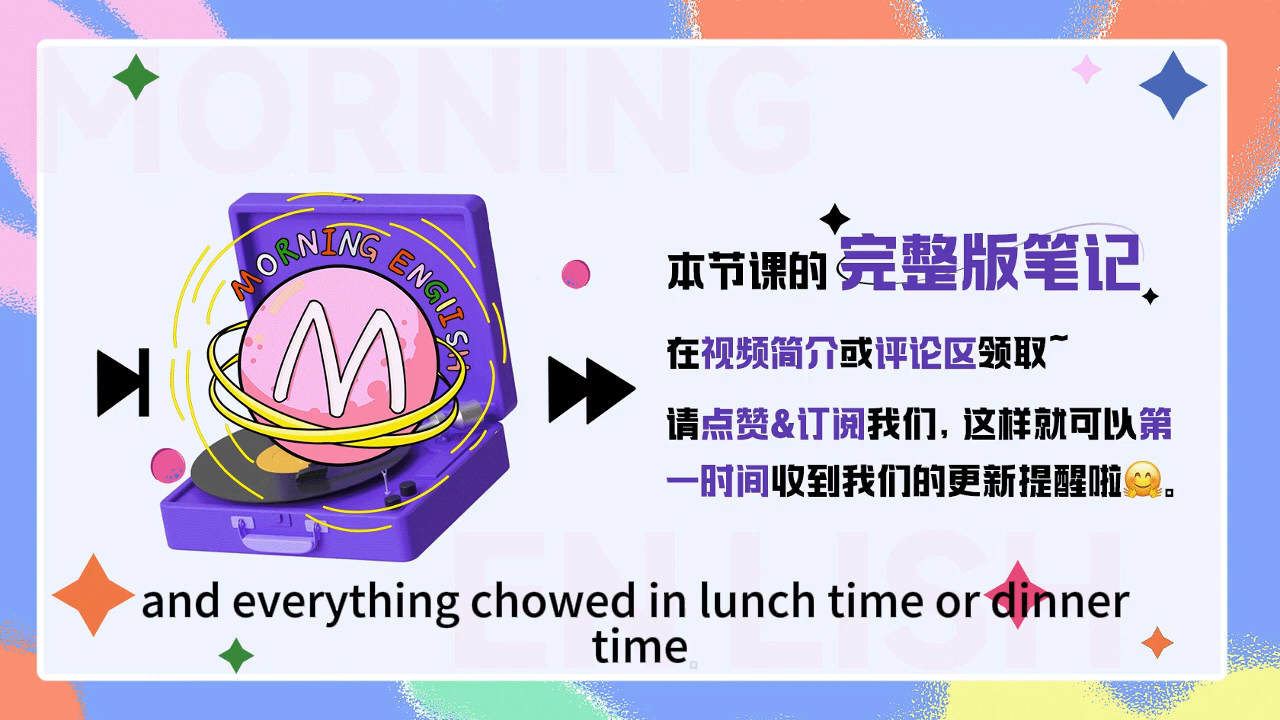 MORNING
MORNING ENGlISH
M
本节课的 完整版笔记
在视频简介或评论区领取~
请点赞&订阅我们, 这样就可以第
一时间收到我们的更新提醒啦🤗。
EN LISH
and everything chowed in lunch time or dinner
time。